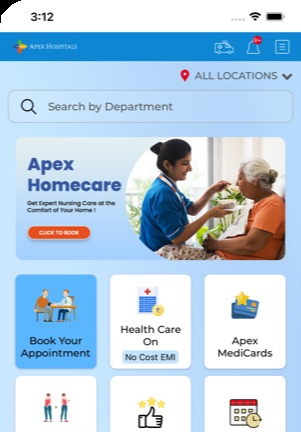 3:12
APEX HOSPITALS
ALL LOCATIONS
Search by Department
Apex
Homecare
Get Expert Nursing Care at the
Comfort of Your Home !
CLICK TO BOOK
Book Your
Appointment
Health Care
On
No Cost EMI
Apex
MediCards